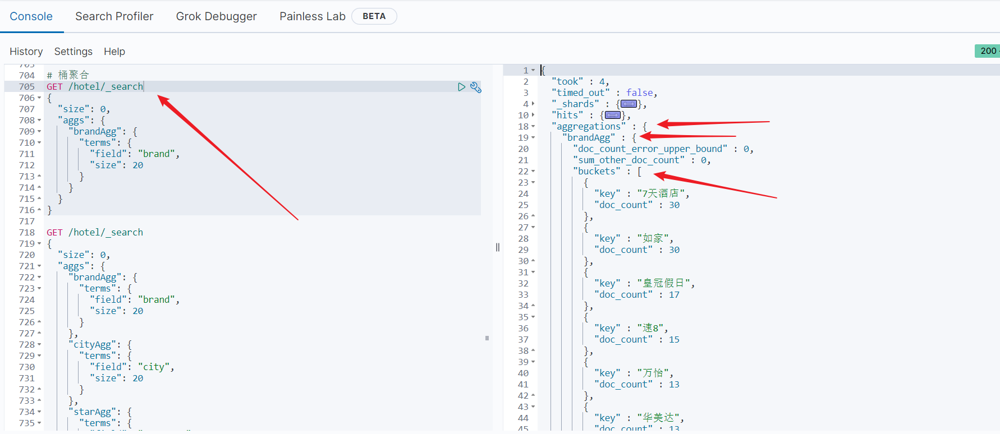 Console Search Profiler Grok Debugger Painless Lab BETA
History Settings Help
200
703
704 # 桶聚合
705 GET /hotel/_search
706 {
707 "size": 0,
708 "aggs": {
709 "brandAgg": {
710 "terms": {
711 "field": "brand",
712 "size": 20
713 }
714 }
715 }
716 }
717
718 GET /hotel/_search
719 {
720 "size": 0,
721 "aggs": {
722 "brandAgg": {
723 "terms": {
724 "field": "brand",
725 "size": 20
726 }
727 },
728 "cityAgg": {
729 "terms": {
730 "field": "city",
731 "size": 20
732 }
733 },
734 "starAgg": {
735 "terms": {
1 {
2 "took" : 4,
3 "timed_out" : false,
4 "_shards" : {},
10 "hits" : {},
18 "aggregations" : {
19 "brandAgg" : {
20 "doc_count_error_upper_bound" : 0,
21 "sum_other_doc_count" : 0,
22 "buckets" : [
23 {
24 "key" : "7天酒店",
25 "doc_count" : 30
26 },
27 {
28 "key" : "如家",
29 "doc_count" : 30
30 },
31 {
32 "key" : "皇冠假日",
33 "doc_count" : 17
34 },
35 {
36 "key" : "速8",
37 "doc_count" : 15
38 },
39 {
40 "key" : "万怡",
41 "doc_count" : 13
42 },
43 {
44 "key" : "华美达",
45 "doc_count" : 13